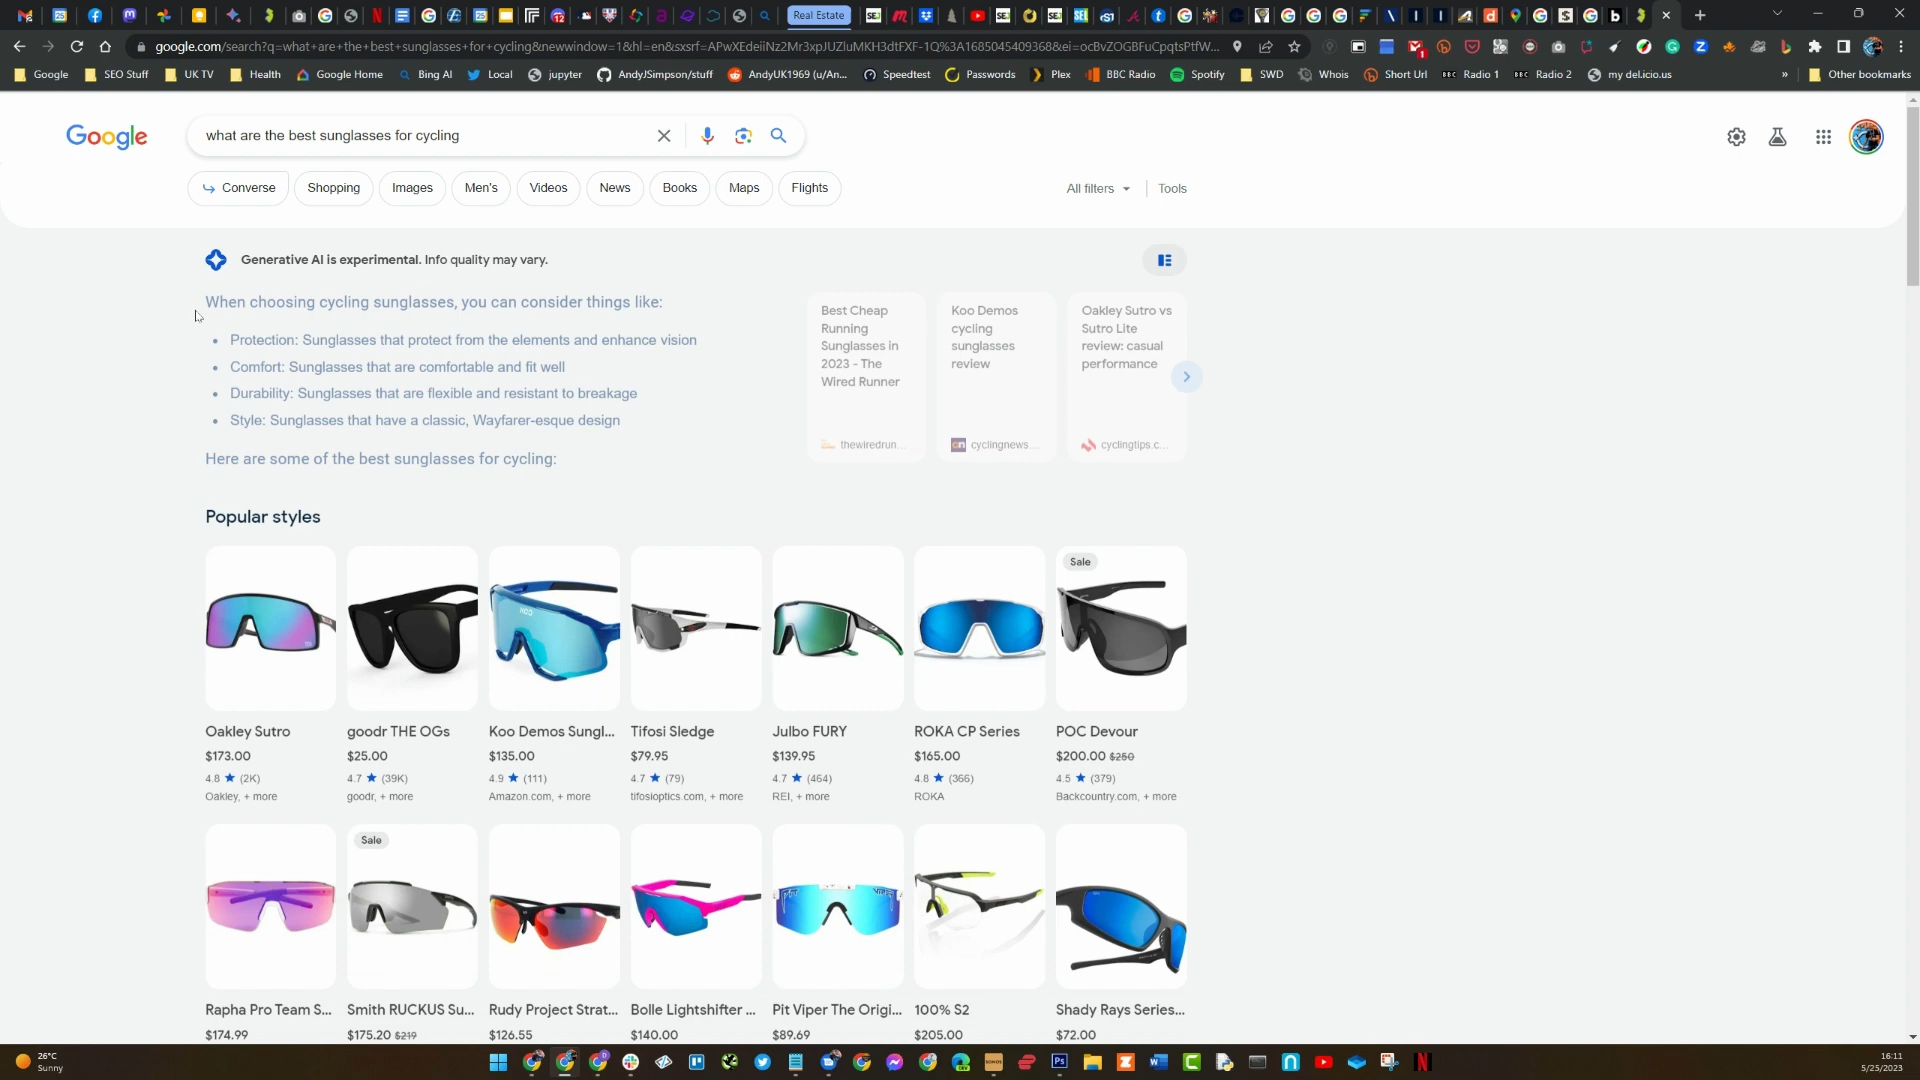 Real Estate
google.com/search?q=what+are+the+best+sunglasses+for+cycling&newwindow=1&hl=en&sxsrf=APwXEdeiiNz2Mr3xpJUZluMKH3dtFXF-1Q%3A1685045409368&ei=ocBvZOGBFuCpqtsPtfW...
Google SEO Stuff UK TV Health Google Home Bing AI Local jupyter AndyJSimpson/stuff AndyUK1969 (u/An... Speedtest Passwords Plex BBC Radio Spotify SWD Whois Short Url Radio 1 Radio 2 my del.icio.us » Other bookmarks
Google
what are the best sunglasses for cycling
Converse Shopping Images Men's Videos News Books Maps Flights All filters Tools
Generative AI is experimental. Info quality may vary.
When choosing cycling sunglasses, you can consider things like:
• Protection: Sunglasses that protect from the elements and enhance vision
• Comfort: Sunglasses that are comfortable and fit well
• Durability: Sunglasses that are flexible and resistant to breakage
• Style: Sunglasses that have a classic, Wayfarer-esque design
Here are some of the best sunglasses for cycling:
Best Cheap
Running
Sunglasses in
2023 - The
Wired Runner
thewiredrun...
Koo Demos
cycling
sunglasses
review
cyclingnews...
Oakley Sutro vs
Sutro Lite
review: casual
performance
cyclingtips.c...
Popular styles
Oakley Sutro
$173.00
4.8 ★ (2K)
Oakley, + more
goodr THE OGs
$25.00
4.7 ★ (39K)
goodr, + more
Koo Demos Sungl...
$135.00
4.9 ★ (111)
Amazon.com, + more
Tifosi Sledge
$79.95
4.7 ★ (79)
tifosioptics.com, + more
Julbo FURY
$139.95
4.7 ★ (464)
REI, + more
ROKA CP Series
$165.00
4.8 ★ (366)
ROKA
Sale
POC Devour
$200.00 $250
4.5 ★ (379)
Backcountry.com, + more
Rapha Pro Team S...
$174.99
Sale
Smith RUCKUS Su...
$175.20 $219
Rudy Project Strat...
$126.55
Bolle Lightshifter ...
$140.00
Pit Viper The Origi...
$89.69
100% S2
$205.00
Shady Rays Series...
$72.00
26°C
Sunny
16:11
5/25/2023